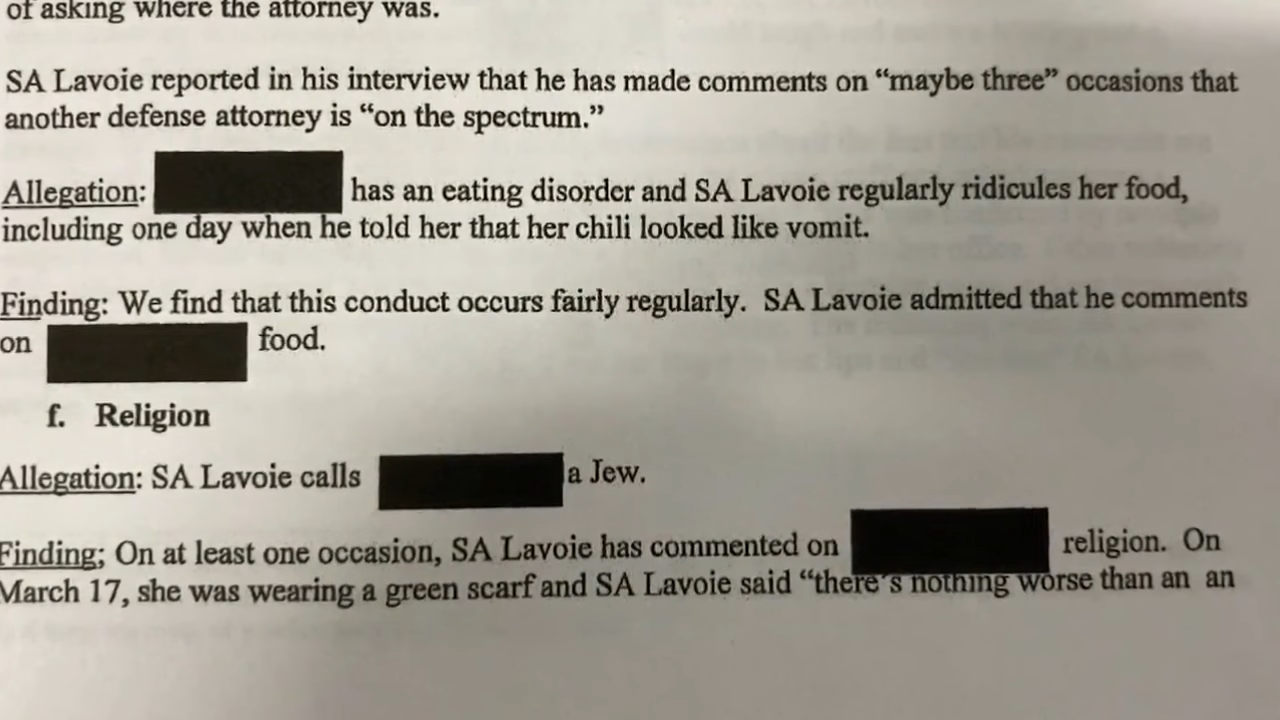 of asking where the attorney was.
SA Lavoie reported in his interview that he has made comments on “maybe three” occasions that
another defense attorney is “on the spectrum.”
Allegation: has an eating disorder and SA Lavoie regularly ridicules her food,
including one day when he told her that her chili looked like vomit.
Finding: We find that this conduct occurs fairly regularly. SA Lavoie admitted that he comments
on food.
f. Religion
Allegation: SA Lavoie calls a Jew.
Finding; On at least one occasion, SA Lavoie has commented on religion. On
March 17, she was wearing a green scarf and SA Lavoie said “there’s nothing worse than an an